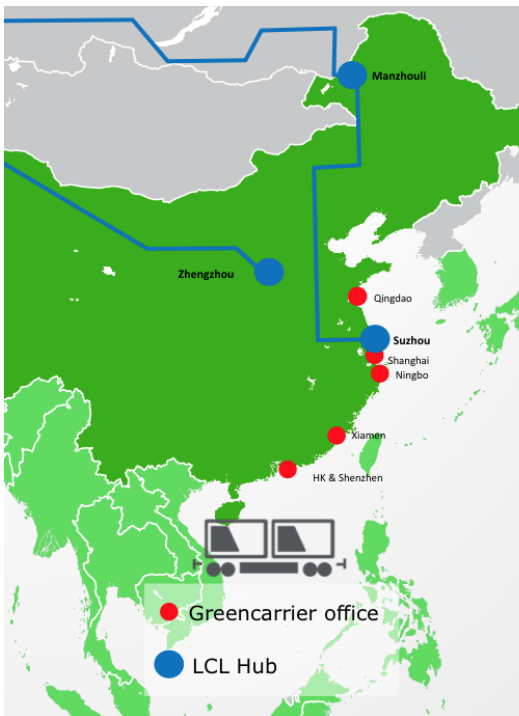 Manzhouli
Zhengzhou
Qingdao
Suzhou
Shanghai
Ningbo
Xiamen
HK & Shenzhen
Greencarrier office
LCL Hub